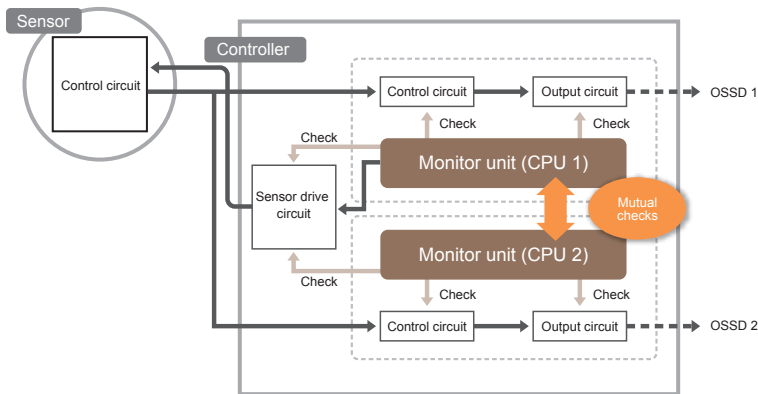 Sensor
Controller
Control circuit
Control circuit
Output circuit
OSSD 1
Check
Check
Check
Monitor unit (CPU 1)
Sensor drive
circuit
Mutual
checks
Monitor unit (CPU 2)
Check
Check
Check
Control circuit
Output circuit
OSSD 2